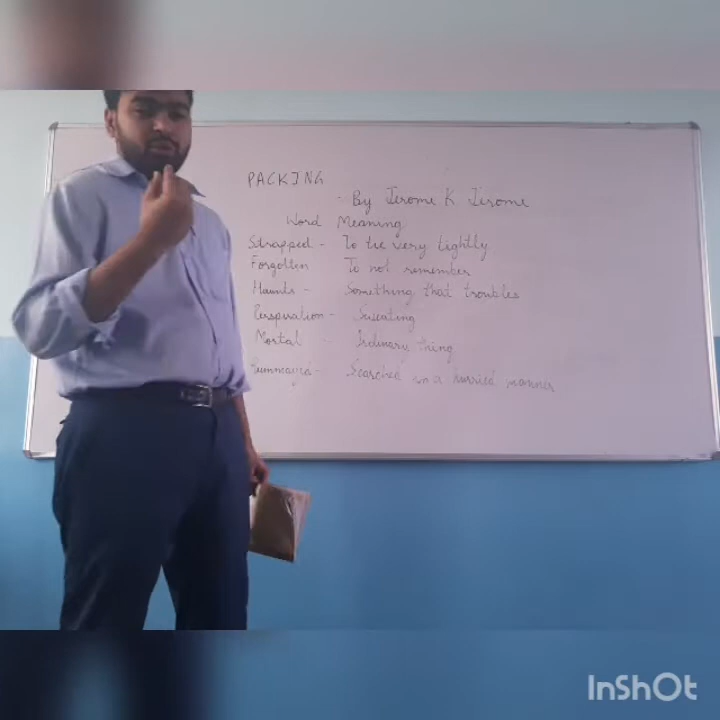 PACKING
- By Jerome K Jerome
Word Meaning
Strapped - To tie very tightly
Forgotten To not remember
Haunts - Something that troubles
Perspiration - Sweating
Mortal - Ordinary thing
Rummaged - Searched in a hurried manner
InShOt